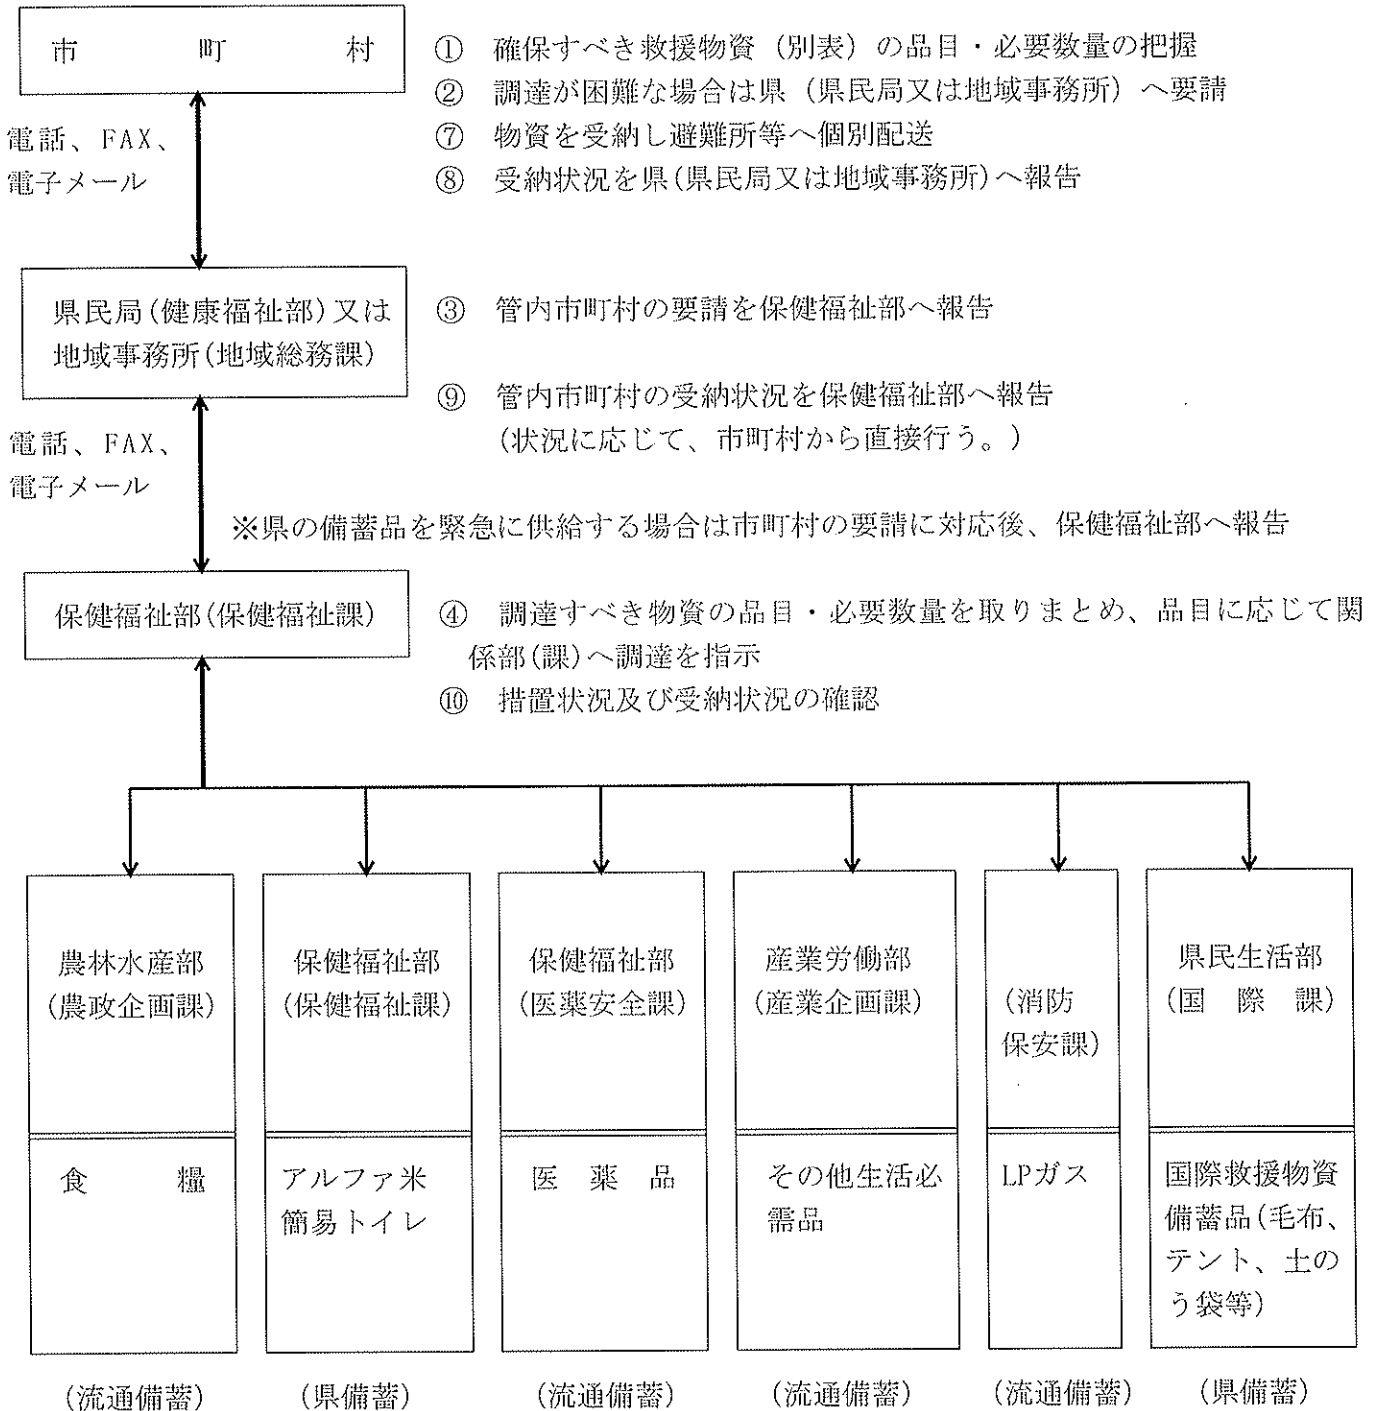 市　町　村
① 確保すべき救援物資（別表）の品目・必要数量の把握
② 調達が困難な場合は県（県民局又は地域事務所）へ要請
⑦ 物資を受納し避難所等へ個別配送
⑧ 受納状況を県(県民局又は地域事務所)へ報告
電話、FAX、
電子メール
県民局(健康福祉部)又は
地域事務所(地域総務課)
③ 管内市町村の要請を保健福祉部へ報告
⑨ 管内市町村の受納状況を保健福祉部へ報告
(状況に応じて、市町村から直接行う。)
電話、FAX、
電子メール
※県の備蓄品を緊急に供給する場合は市町村の要請に対応後、保健福祉部へ報告
保健福祉部(保健福祉課)
④ 調達すべき物資の品目・必要数量を取りまとめ、品目に応じて関
係部(課)へ調達を指示
⑩ 措置状況及び受納状況の確認
農林水産部
(農政企画課)
食　糧
(流通備蓄)
保健福祉部
(保健福祉課)
アルファ米
簡易トイレ
(県備蓄)
保健福祉部
(医薬安全課)
医　薬　品
(流通備蓄)
産業労働部
(産業企画課)
その他生活必
需品
(流通備蓄)
(消防
保安課)
LPガス
(流通備蓄)
県民生活部
(国　際　課)
国際救援物資
備蓄品(毛布、
テント、土の
う袋等)
(県備蓄)